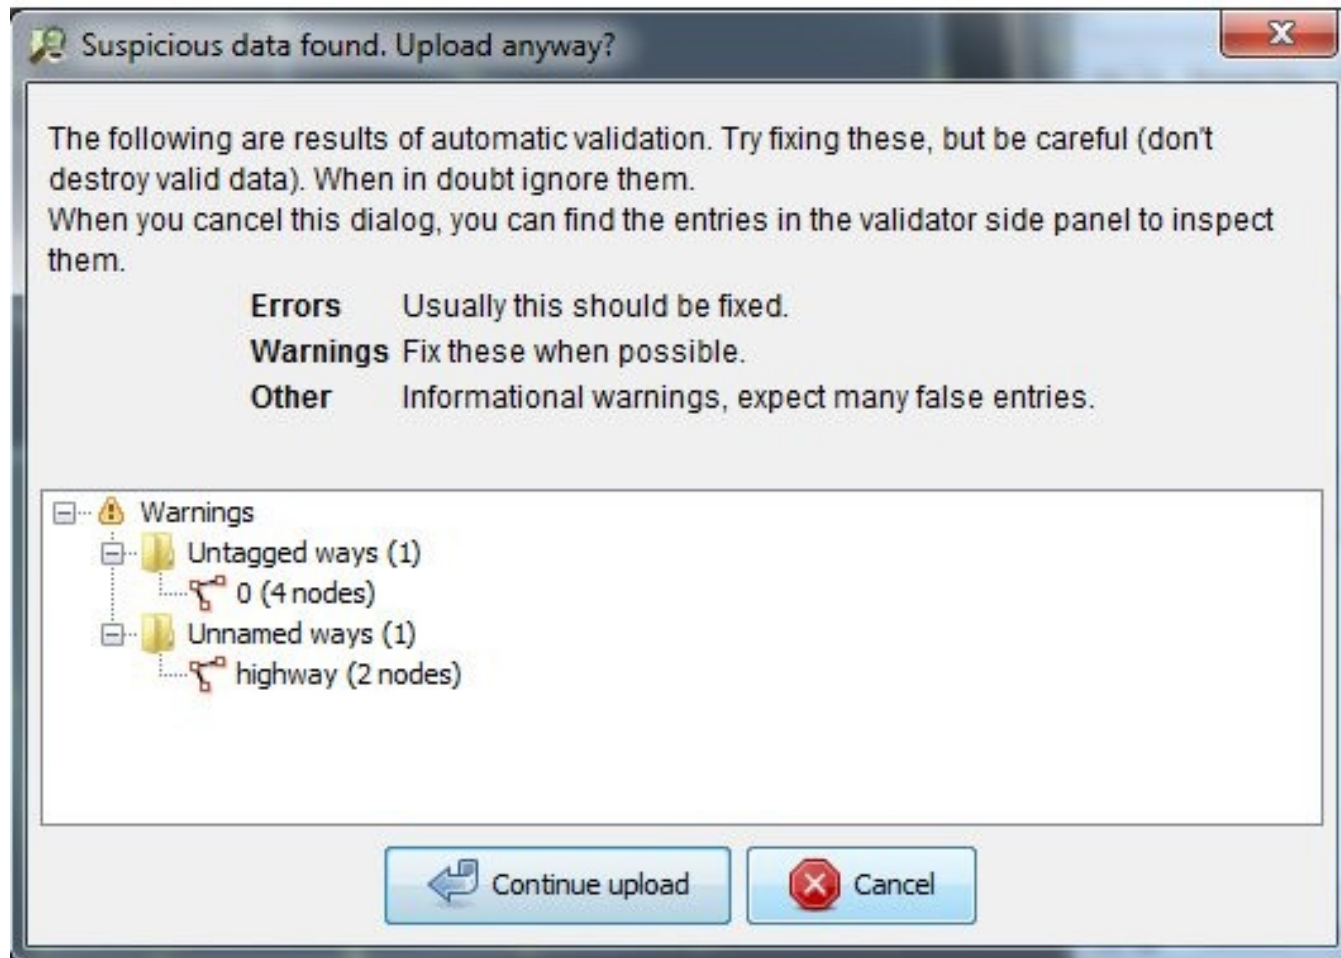 Suspicious data found. Upload anyway?
The following are results of automatic validation. Try fixing these, but be careful (don't
destroy valid data). When in doubt ignore them.
When you cancel this dialog, you can find the entries in the validator side panel to inspect
them.
Errors Usually this should be fixed.
Warnings Fix these when possible.
Other Informational warnings, expect many false entries.
Warnings
Untagged ways (1)
0 (4 nodes)
Unnamed ways (1)
highway (2 nodes)
Continue upload Cancel